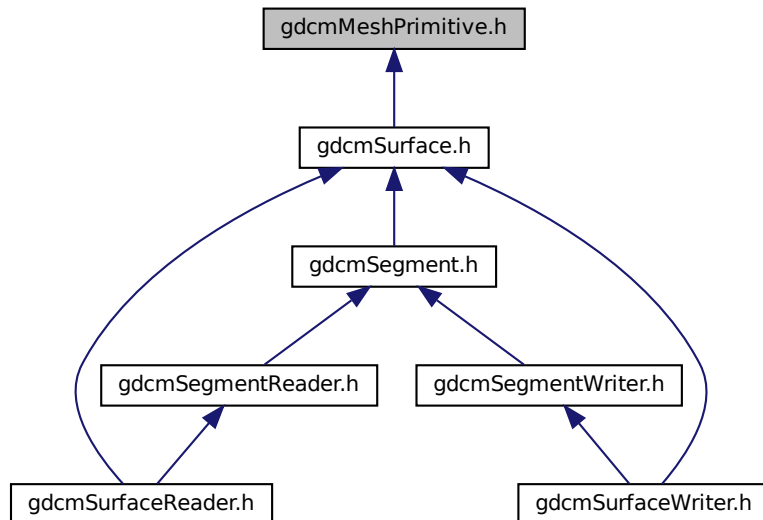 gdcmMeshPrimitive.h
gdcmSurface.h
gdcmSegment.h
gdcmSegmentReader.h
gdcmSegmentWriter.h
gdcmSurfaceReader.h
gdcmSurfaceWriter.h